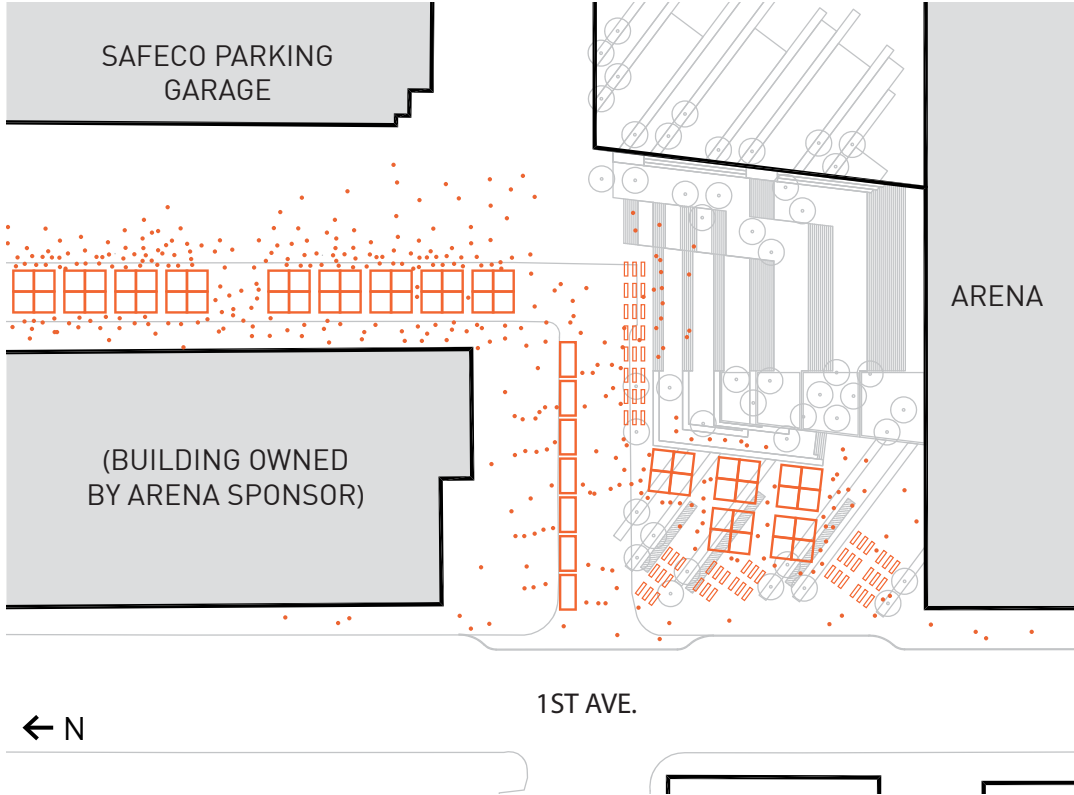 SAFECO PARKING
GARAGE
ARENA
(BUILDING OWNED
BY ARENA SPONSOR)
1ST AVE.
← N